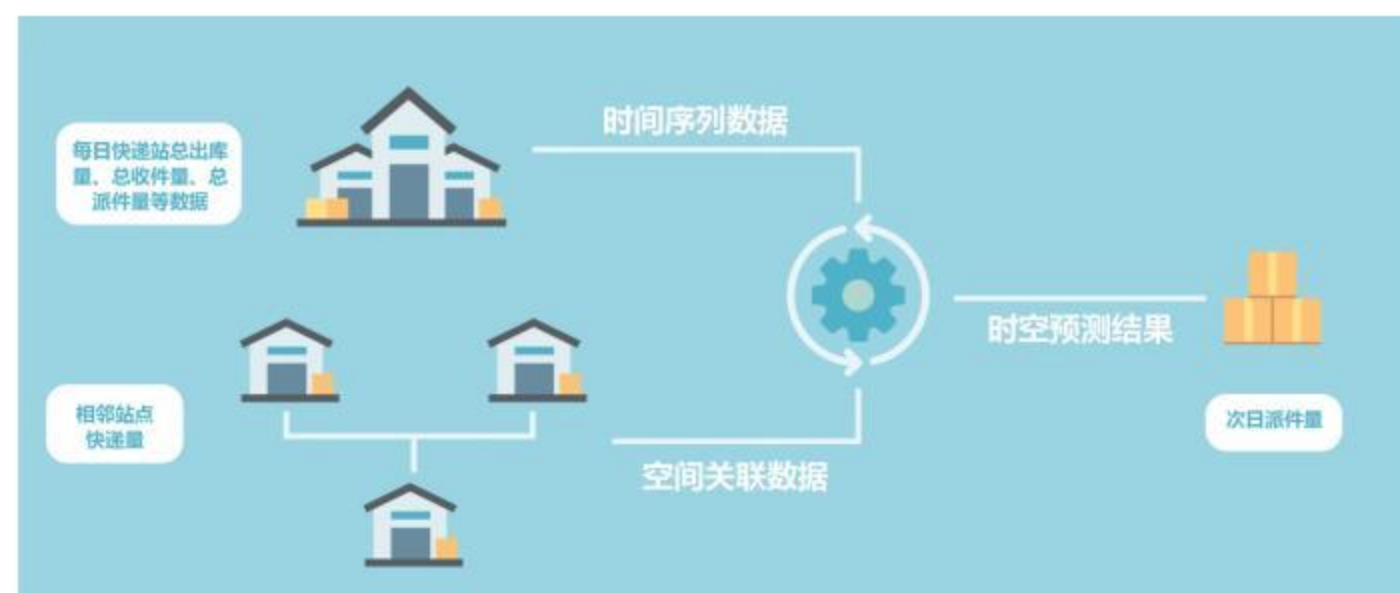 时间序列数据
每日快递站总出库
量、总收件量、总
派件量等数据
时空预测结果
相邻站点
快递量
次日派件量
空间关联数据